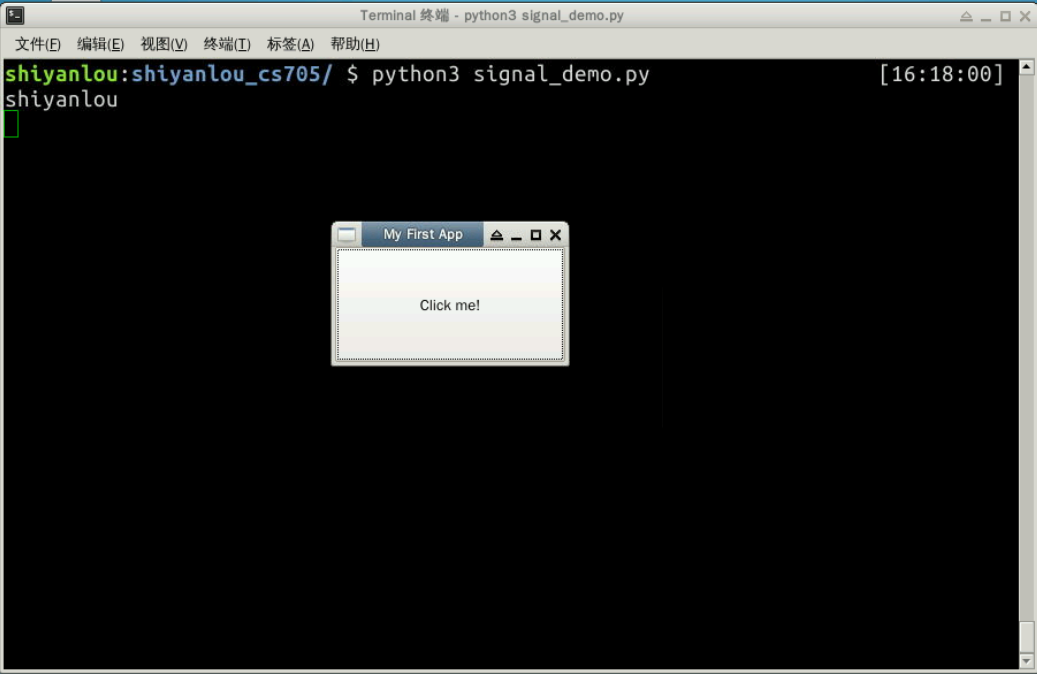 Terminal 终端 - python3 signal_demo.py
文件(F) 编辑(E) 视图(V) 终端(T) 标签(A) 帮助(H)
shiyanlou:shiyanlou_cs705/ $ python3 signal_demo.py [16:18:00]
shiyanlou
My First App
Click me!